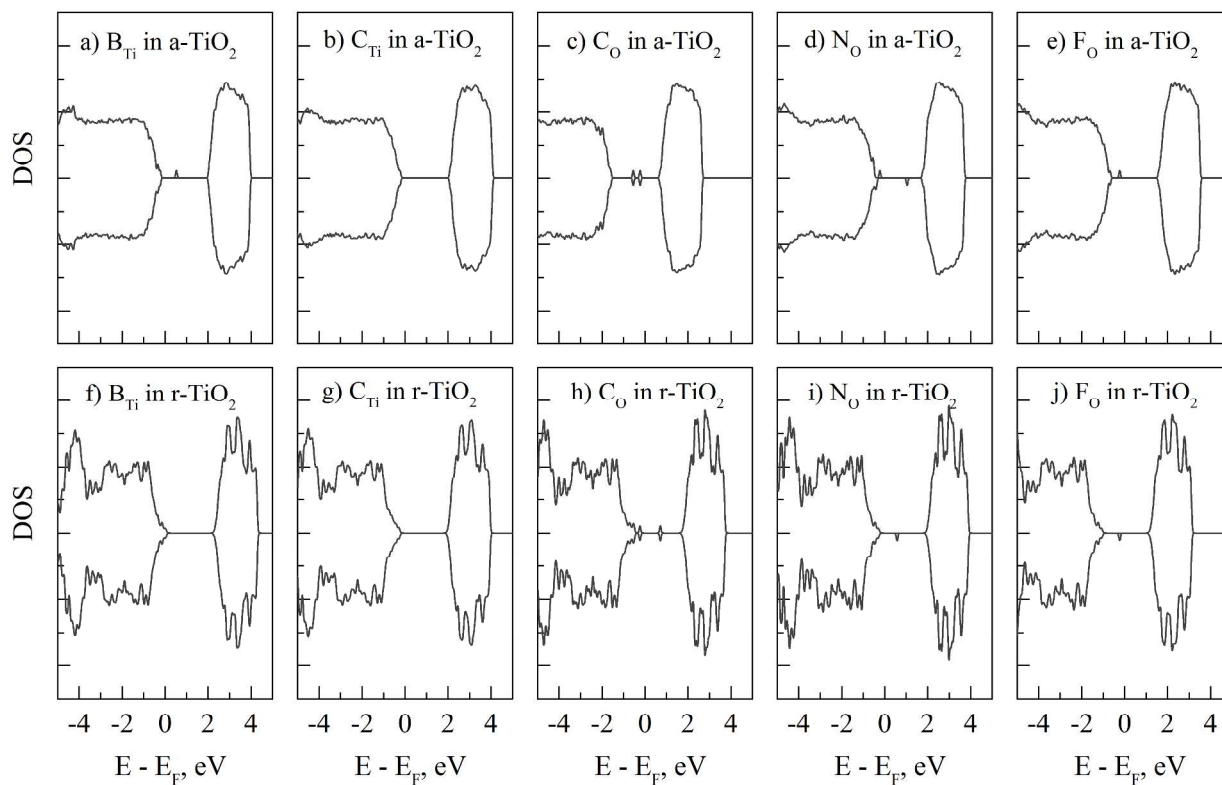 a) B_Ti in a-TiO_2
b) C_Ti in a-TiO_2
c) C_O in a-TiO_2
d) N_O in a-TiO_2
e) F_O in a-TiO_2
DOS
f) B_Ti in r-TiO_2
g) C_Ti in r-TiO_2
h) C_O in r-TiO_2
i) N_O in r-TiO_2
j) F_O in r-TiO_2
DOS
-4 -2 0 2 4
-4 -2 0 2 4
-4 -2 0 2 4
-4 -2 0 2 4
-4 -2 0 2 4
E - E_F, eV
E - E_F, eV
E - E_F, eV
E - E_F, eV
E - E_F, eV